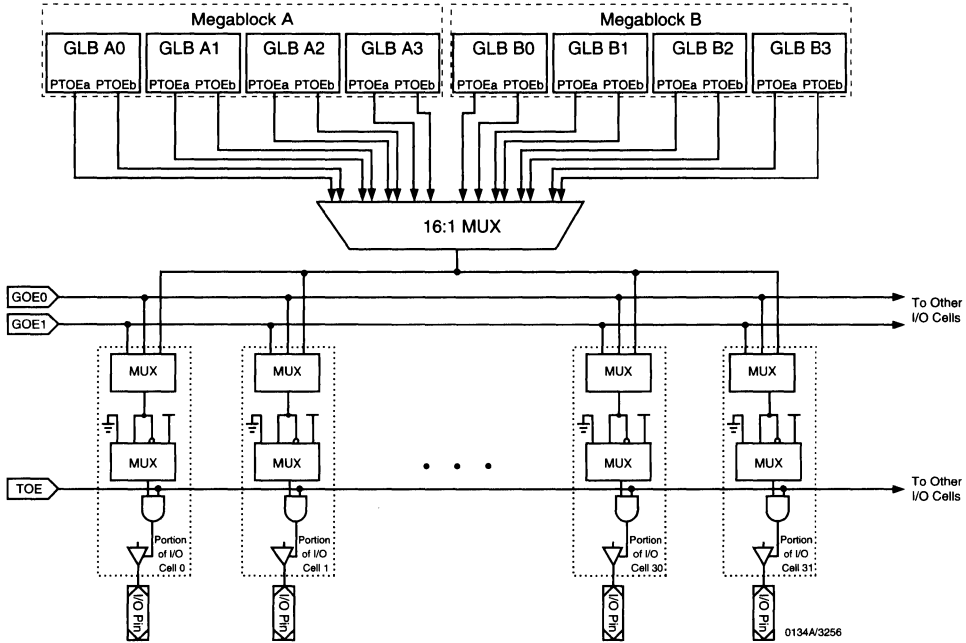 Megablock A Megablock B
GLB A0 GLB A1 GLB A2 GLB A3 GLB B0 GLB B1 GLB B2 GLB B3
PTOEa PTOEb PTOEa PTOEb PTOEa PTOEb PTOEa PTOEb PTOEa PTOEb PTOEa PTOEb PTOEa PTOEb PTOEa PTOEb
16:1 MUX
GOE0
GOE1
To Other
I/O Cells
MUX MUX MUX MUX
MUX MUX MUX MUX
TOE
To Other
I/O Cells
Portion
of I/O
Cell 0
Portion
of I/O
Cell 1
Portion
of I/O
Cell 30
Portion
of I/O
Cell 31
I/O Pin I/O Pin I/O Pin I/O Pin
0134A/3256